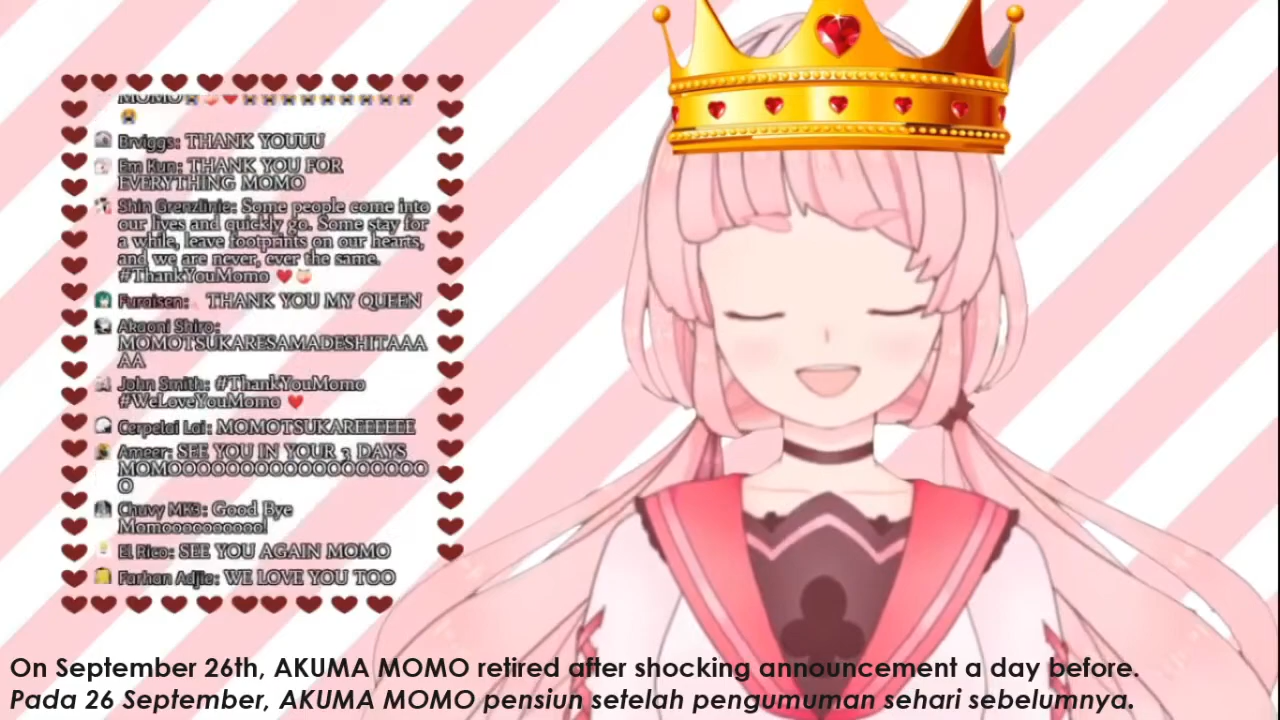 MOMO😭🍑❤️😭😭😭😭😭😭😭😭😭😭
😭
Brviggs: THANK YOUUU
Em Kun: THANK YOU FOR
EVERYTHING MOMO
Shin Grenzlinie: Some people come into
our lives and quickly go. Some stay for
a while, leave footprints on our hearts,
and we are never, ever the same.
#ThankYouMomo ❤️🍑
Furaisen: THANK YOU MY QUEEN
Akaoni Shiro:
MOMOTSUKARESAMADESHITAAA
AA
John Smith: #ThankYouMomo
#WeLoveYouMomo ❤️
Cerpelai Lai: MOMOTSUKAREEEEEE
Ameer: SEE YOU IN YOUR 3 DAYS
MOMOOOOOOOOOOOOOOOOOOO
O
Chuvy MK3: Good Bye
Momoooooooooo!
El Rico: SEE YOU AGAIN MOMO
Farhan Adjie: WE LOVE YOU TOO
On September 26th, AKUMA MOMO retired after shocking announcement a day before.
Pada 26 September, AKUMA MOMO pensiun setelah pengumuman sehari sebelumnya.